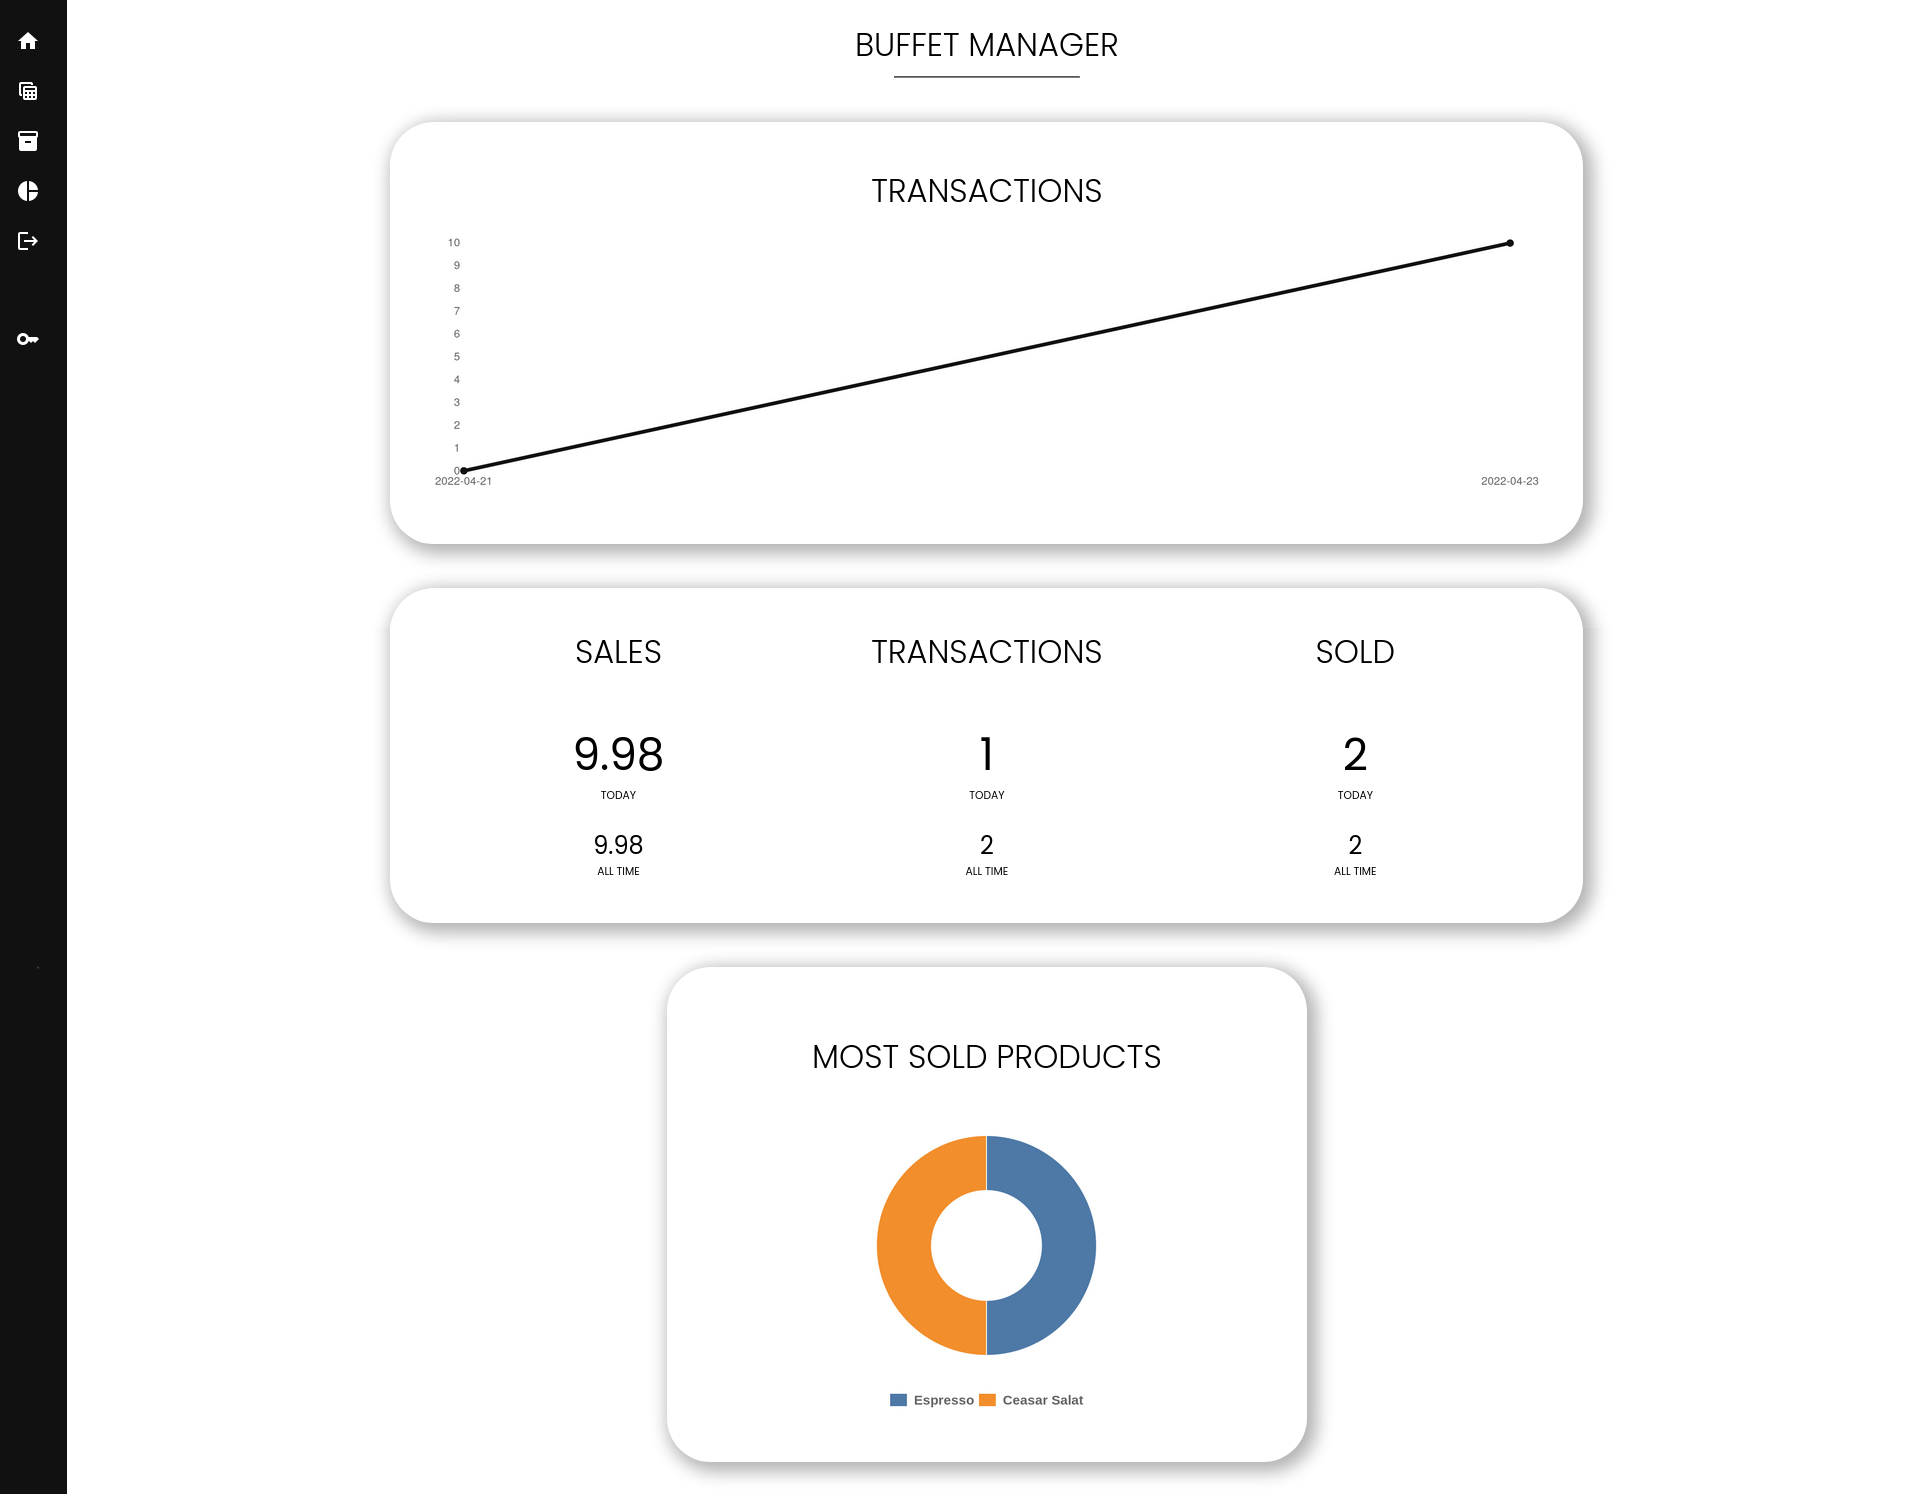 BUFFET MANAGER
TRANSACTIONS
10
9
8
7
6
5
4
3
2
1
0
2022-04-21 2022-04-23
SALES TRANSACTIONS SOLD
9.98 1 2
TODAY TODAY TODAY
9.98 2 2
ALL TIME ALL TIME ALL TIME
MOST SOLD PRODUCTS
Espresso Ceasar Salat